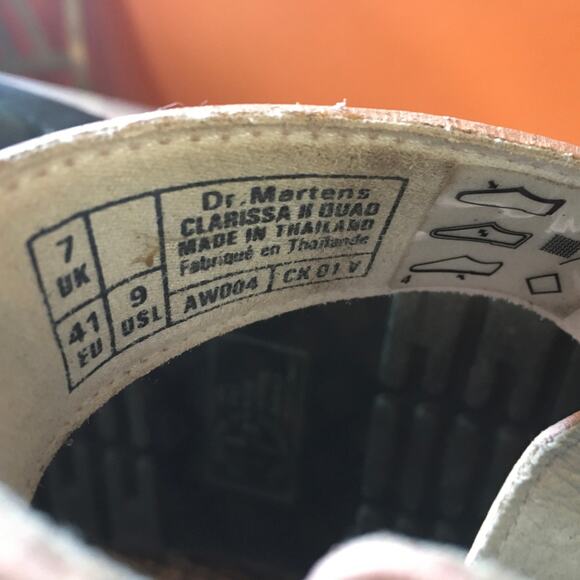 7
UK
41
EU
9
USL
Dr. Martens
CLARISSA II QUAD
MADE IN THAILAND
Fabriqué en Thaïlande
AW004
CK 01 V